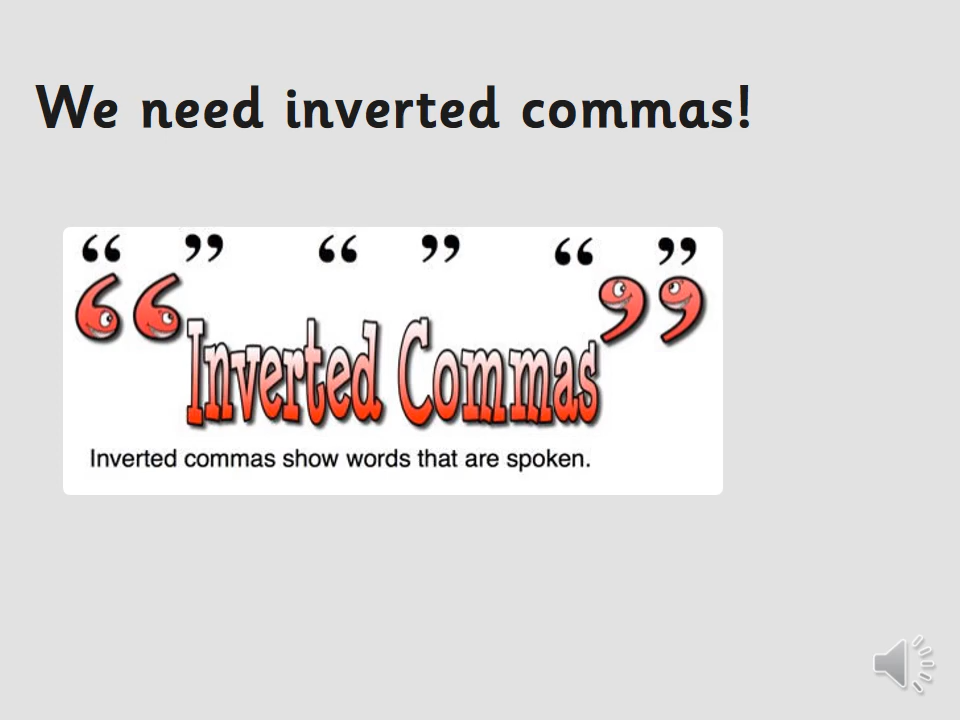 We need inverted commas!
“ ” “ ” “ ”
“ Inverted Commas ”
Inverted commas show words that are spoken.